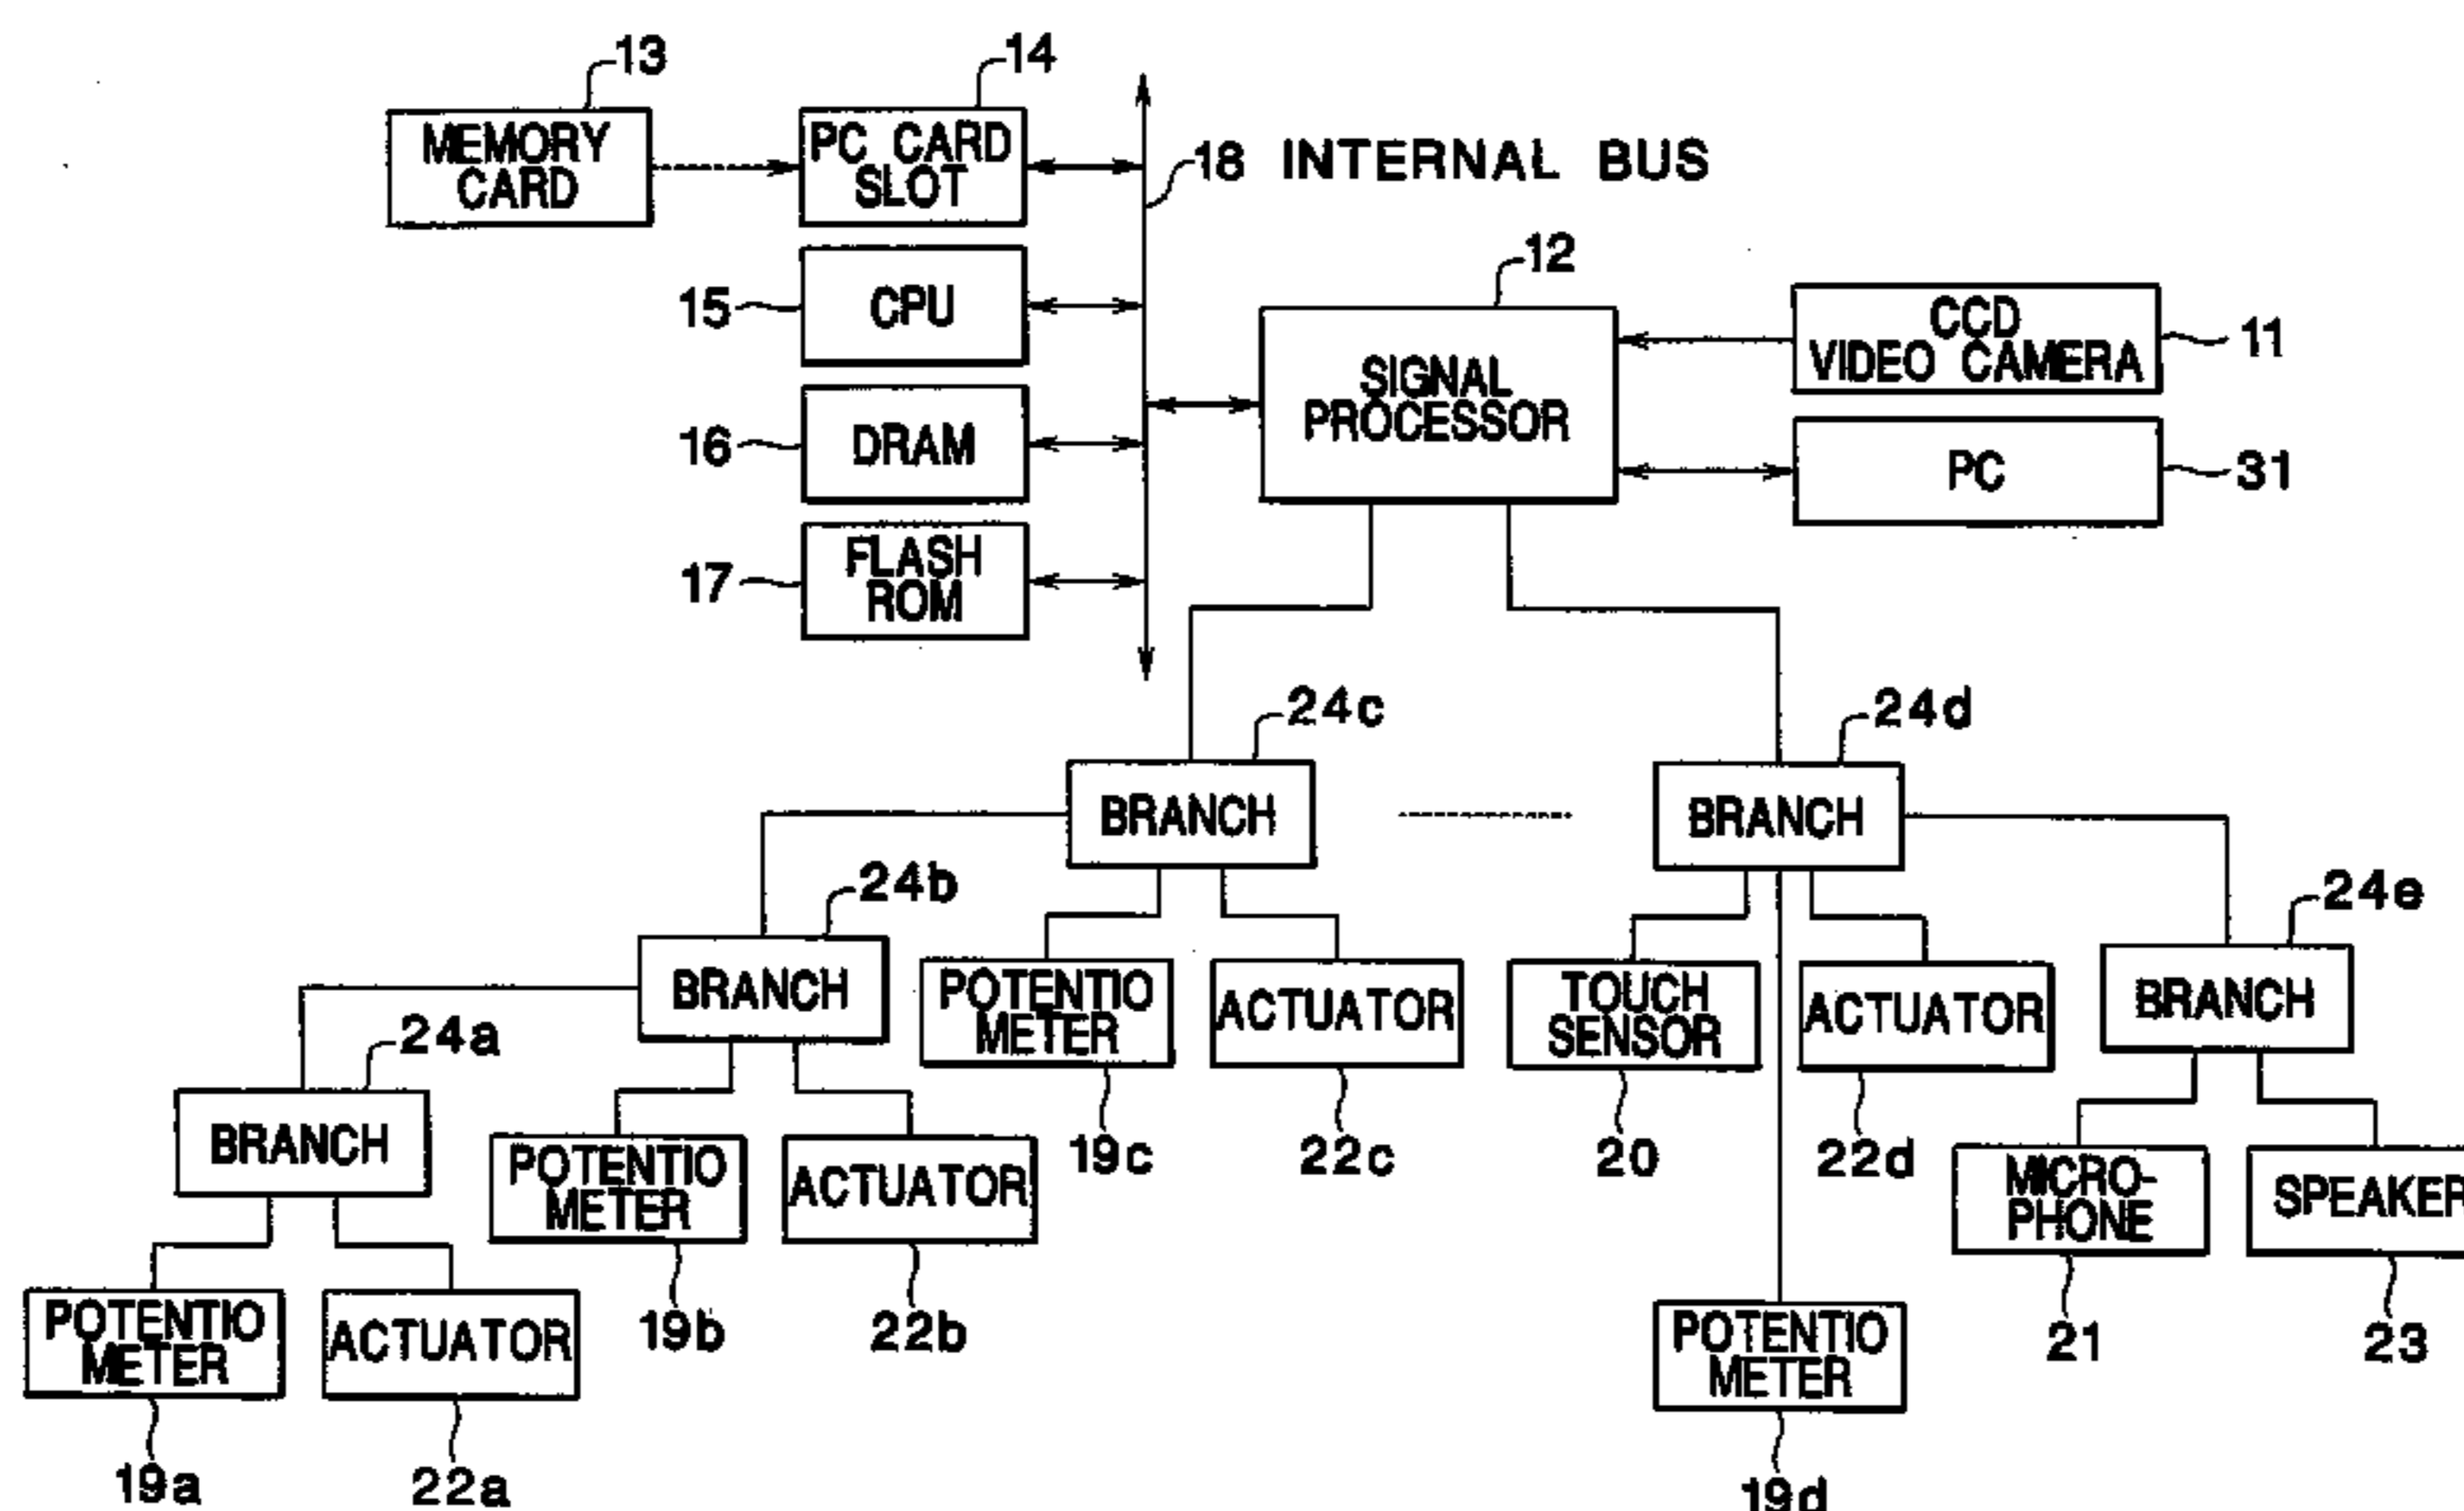 13
14
MEMORY
CARD
PC CARD
SLOT
18 INTERNAL BUS
12
15
CPU
CCD
VIDEO CAMERA
11
SIGNAL
PROCESSOR
16
DRAM
PC
31
17
FLASH
ROM
24c
24d
BRANCH
BRANCH
24b
24e
BRANCH
POTENTIO
METER
ACTUATOR
TOUCH
SENSOR
ACTUATOR
BRANCH
24a
BRANCH
POTENTIO
METER
ACTUATOR
19c
22c
20
22d
MICRO-
PHONE
SPEAKER
POTENTIO
METER
ACTUATOR
19b
22b
POTENTIO
METER
21
23
19a
22a
19d